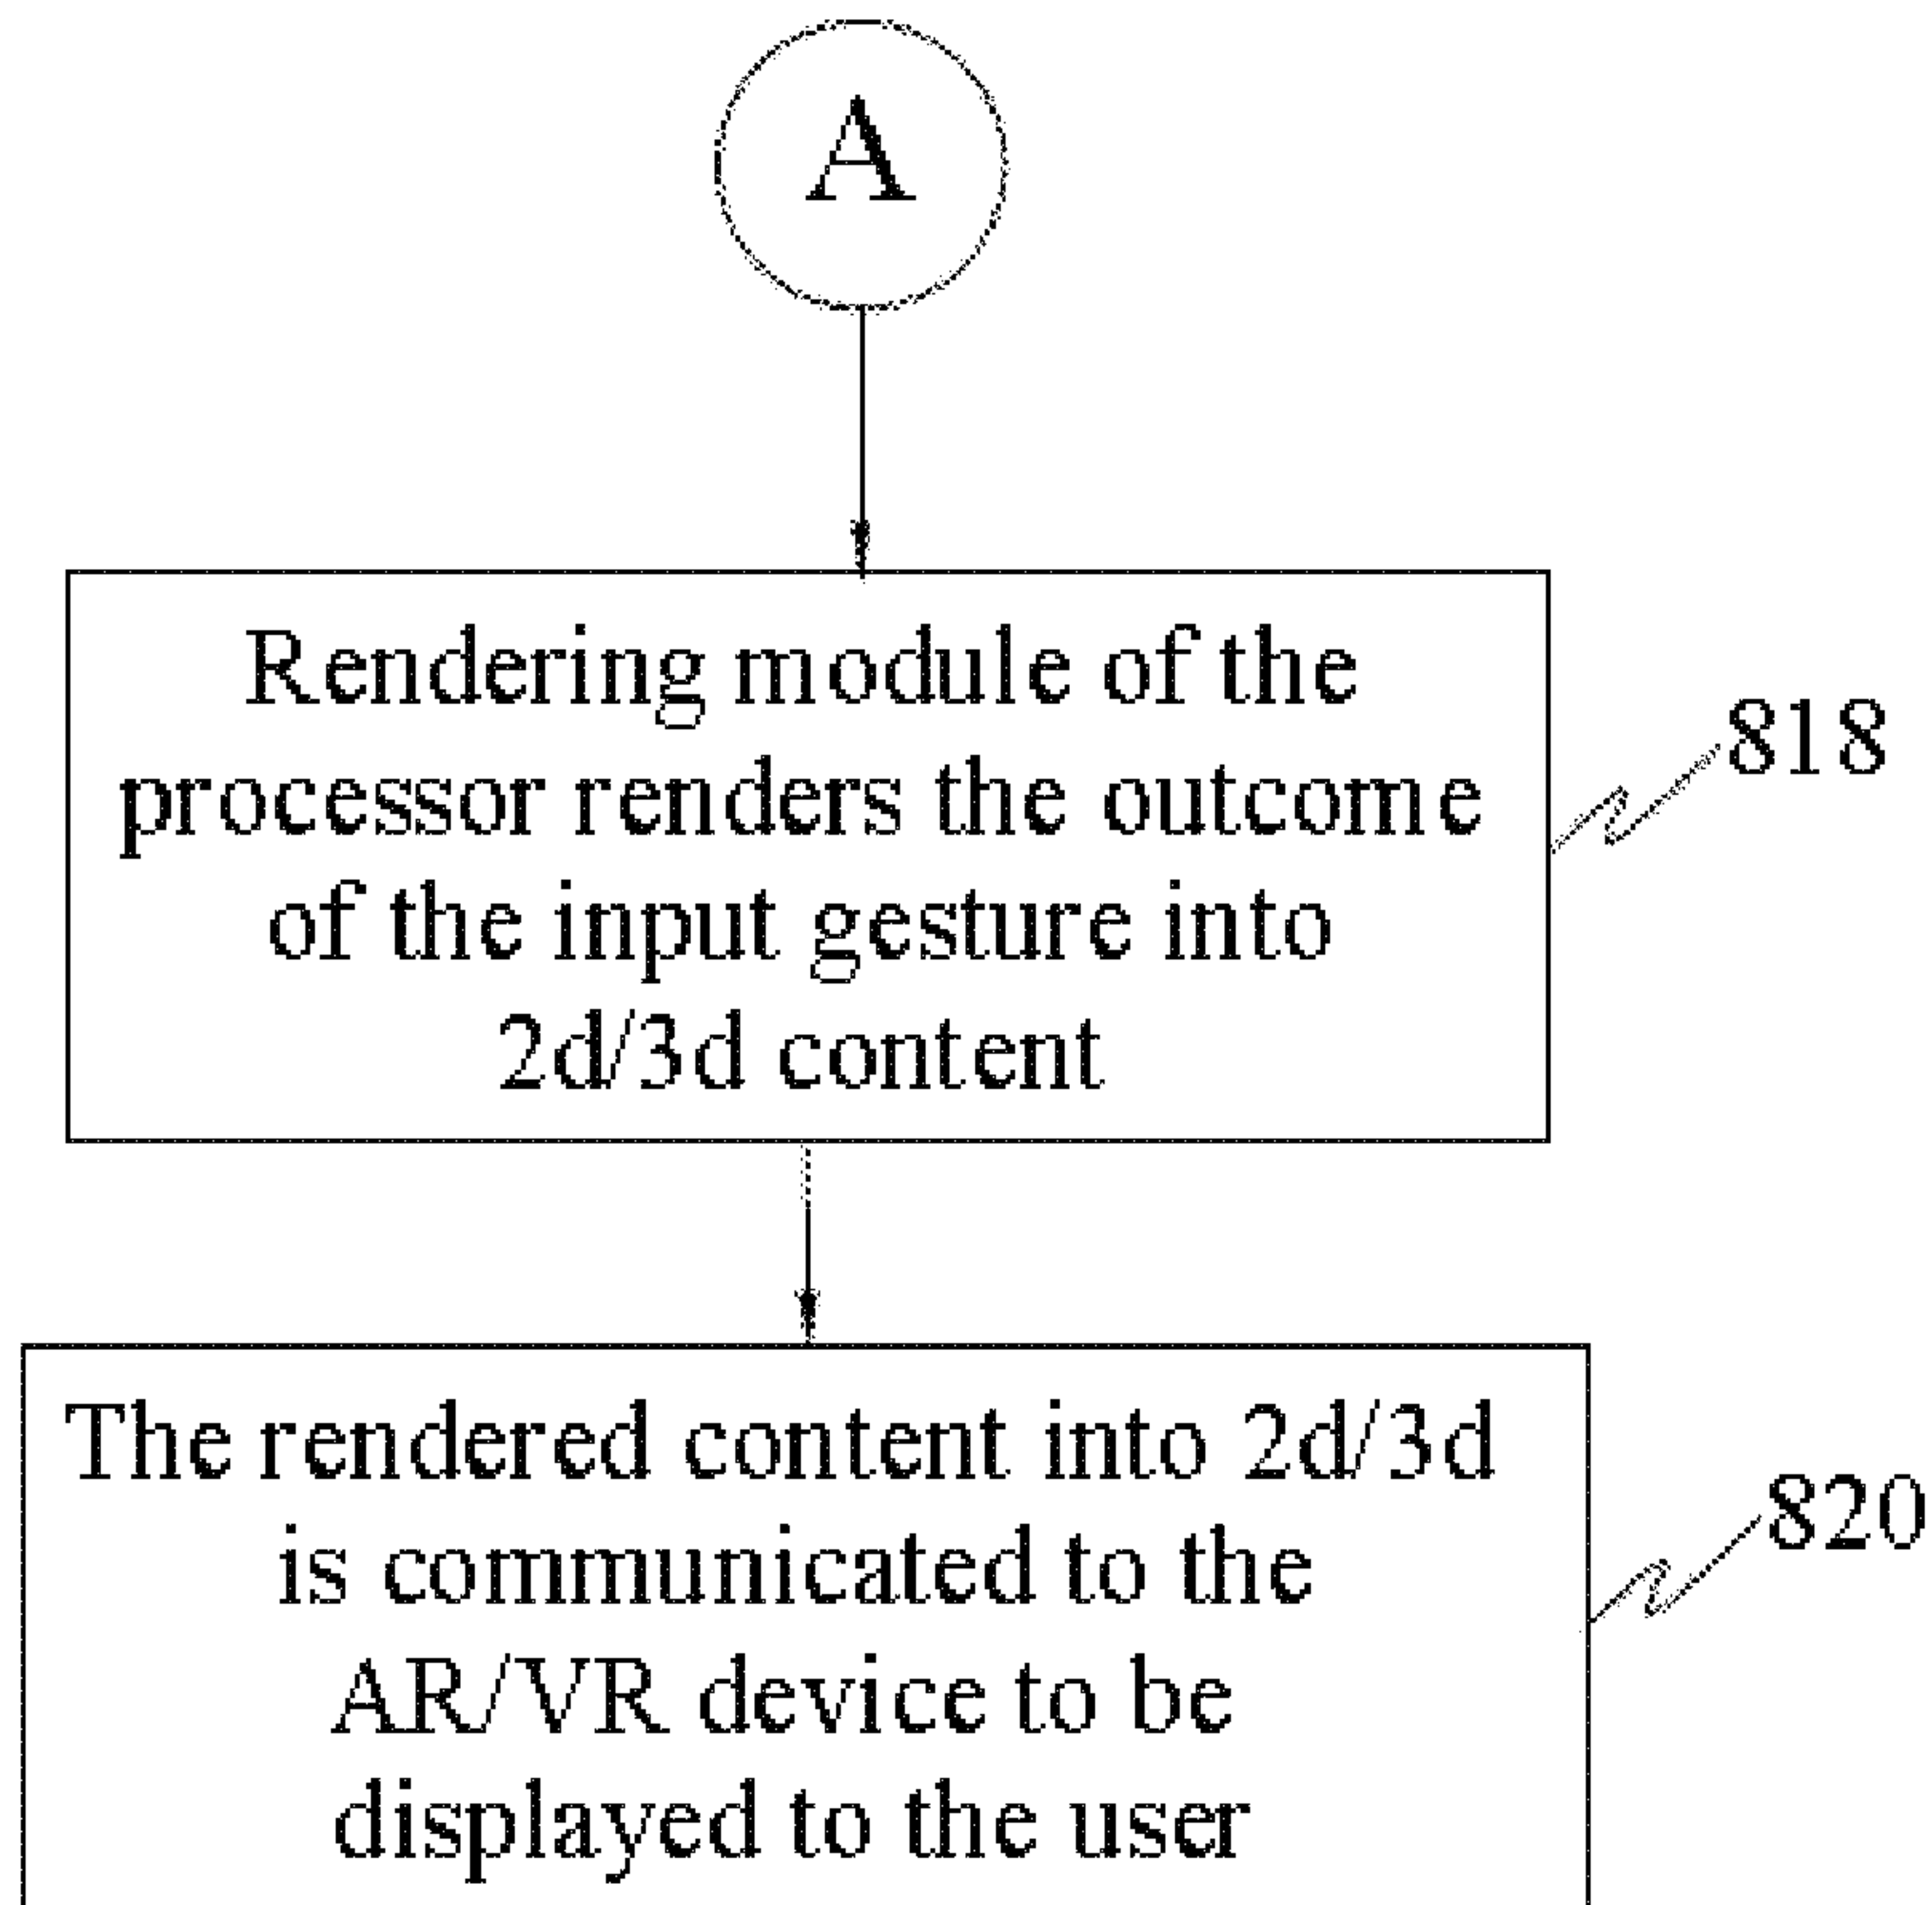 A
Rendering module of the
processor renders the outcome
of the input gesture into
2d/3d content
818
The rendered content into 2d/3d
is communicated to the
AR/VR device to be
displayed to the user
820